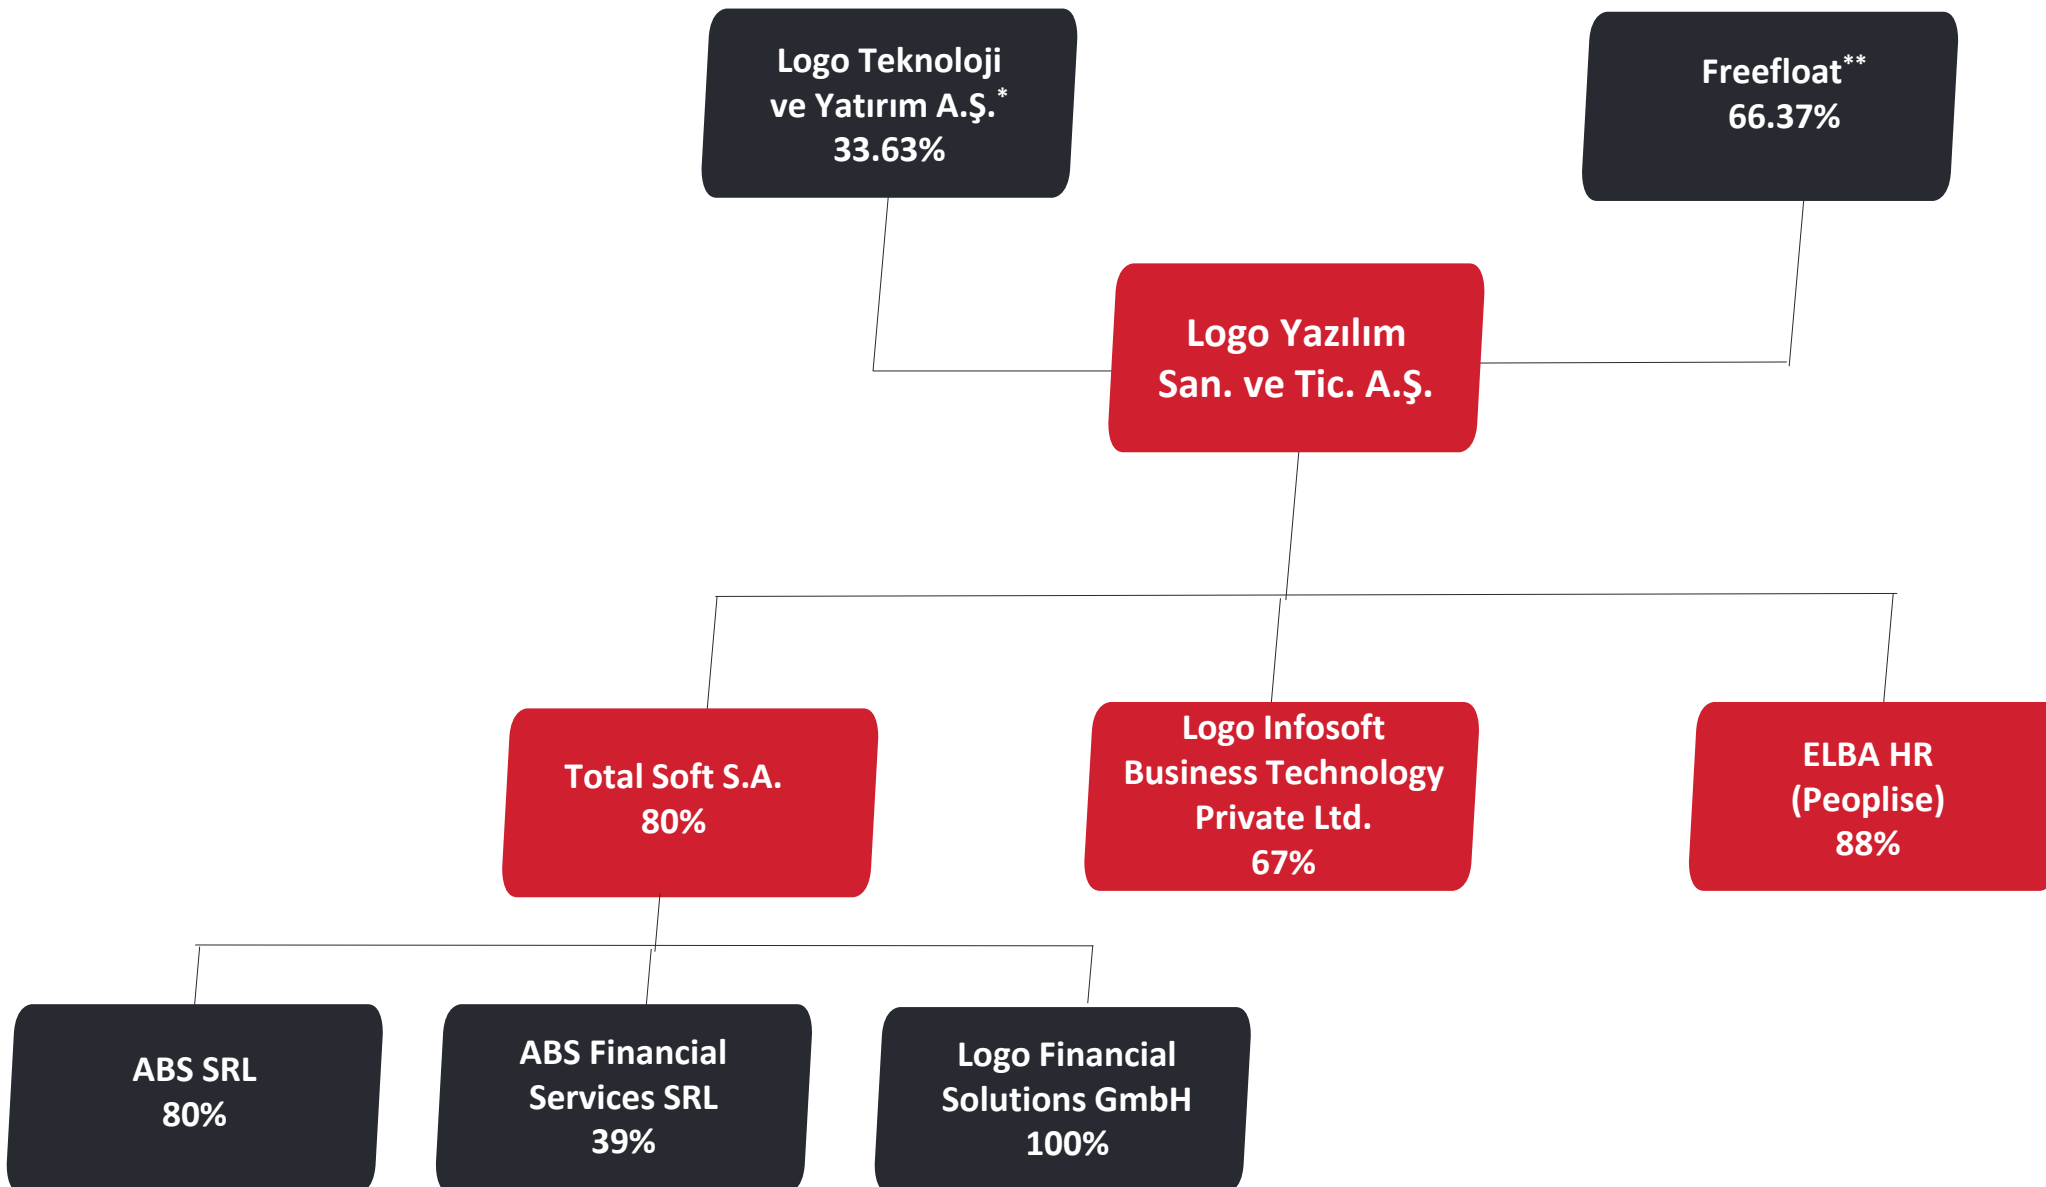 Logo Teknoloji
ve Yatırım A.Ş.*
33.63%
Freefloat**
66.37%
Logo Yazılım
San. ve Tic. A.Ş.
Total Soft S.A.
80%
Logo Infosoft
Business Technology
Private Ltd.
67%
ELBA HR
(Peoplise)
88%
ABS SRL
80%
ABS Financial
Services SRL
39%
Logo Financial
Solutions GmbH
100%